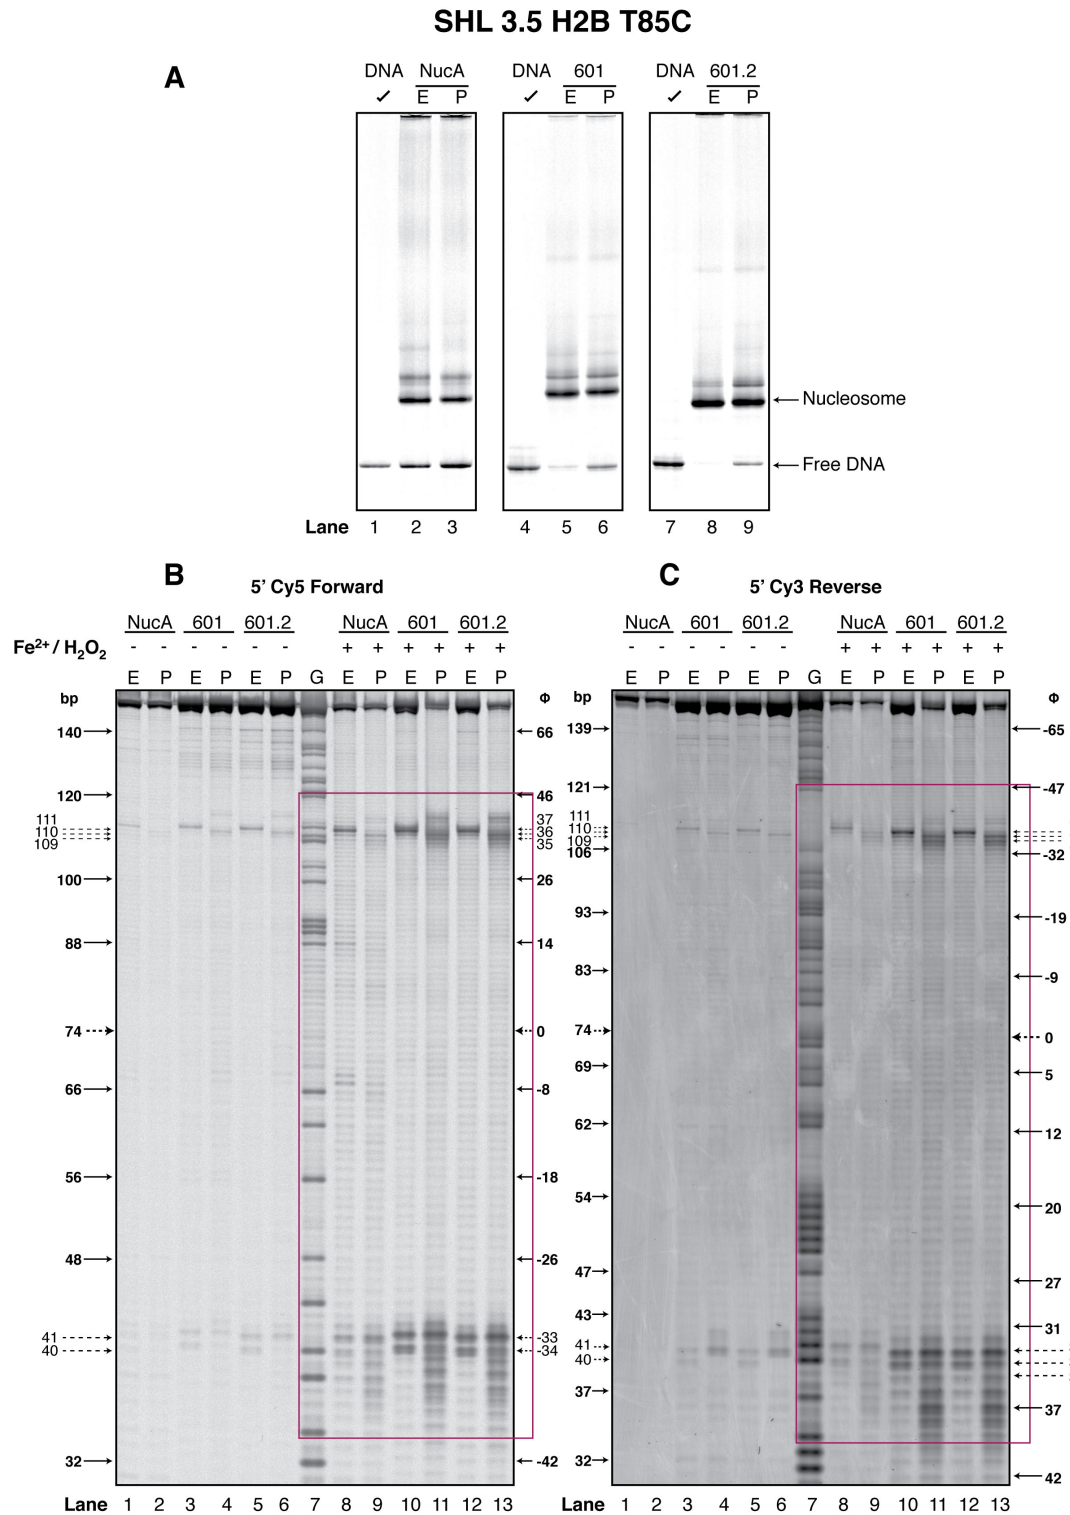 SHL 3.5 H2B T85C
A
DNA NucA DNA 601 DNA 601.2
✓ E P ✓ E P ✓ E P
Nucleosome
Free DNA
Lane 1 2 3 4 5 6 7 8 9
B
5’ Cy5 Forward
NucA 601 601.2 NucA 601 601.2
Fe2+/ H2O2 - - - - - - + + + + + +
E P E P E P G E P E P E P
bp Φ
140 66
120 46
111 37
110 36
109 35
100 26
88 14
74 0
66 -8
56 -18
48 -26
41 -33
40 -34
32 -42
Lane 1 2 3 4 5 6 7 8 9 10 11 12 13
C
5’ Cy3 Reverse
NucA 601 601.2 NucA 601 601.2
- - - - - - + + + + + +
E P E P E P G E P E P E P
bp Φ
139 -65
121 -47
111
110
109
106 -32
93 -19
83 -9
74 0
69 5
62 12
54 20
47 27
43 31
41
40
37 37
32 42
Lane 1 2 3 4 5 6 7 8 9 10 11 12 13